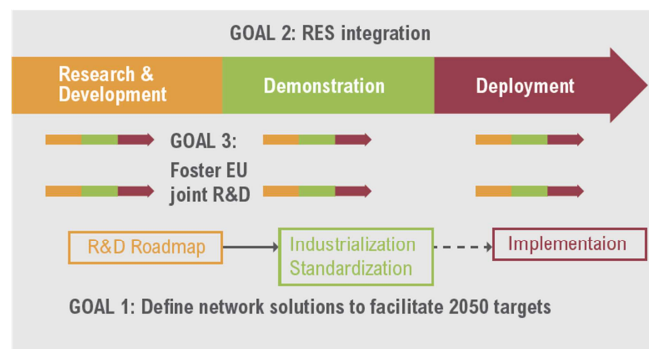 GOAL 2: RES integration
Research &
Development
Demonstration
Deployment
GOAL 3:
Foster EU
joint R&D
R&D Roadmap
Industrialization
Standardization
Implementaion
GOAL 1: Define network solutions to facilitate 2050 targets